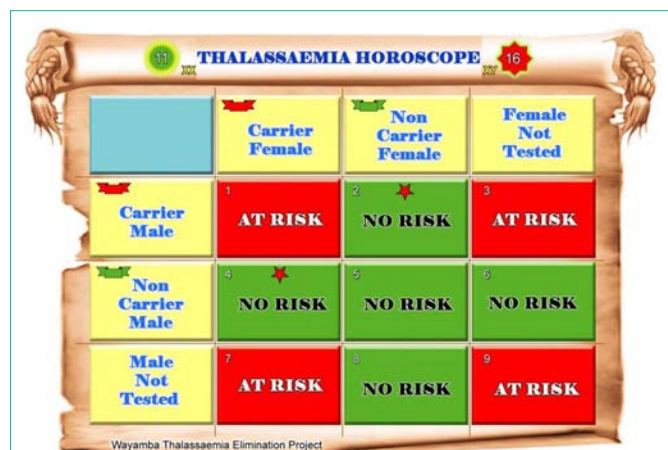 11 XX THALASSAEMIA HOROSCOPE XY 16
Carrier
Female
Non
Carrier
Female
Female
Not
Tested
Carrier
Male
1
AT RISK
2
NO RISK
3
AT RISK
Non
Carrier
Male
4
NO RISK
5
NO RISK
6
NO RISK
Male
Not
Tested
7
AT RISK
8
NO RISK
9
AT RISK
Wayamba Thalassaemia Elimination Project